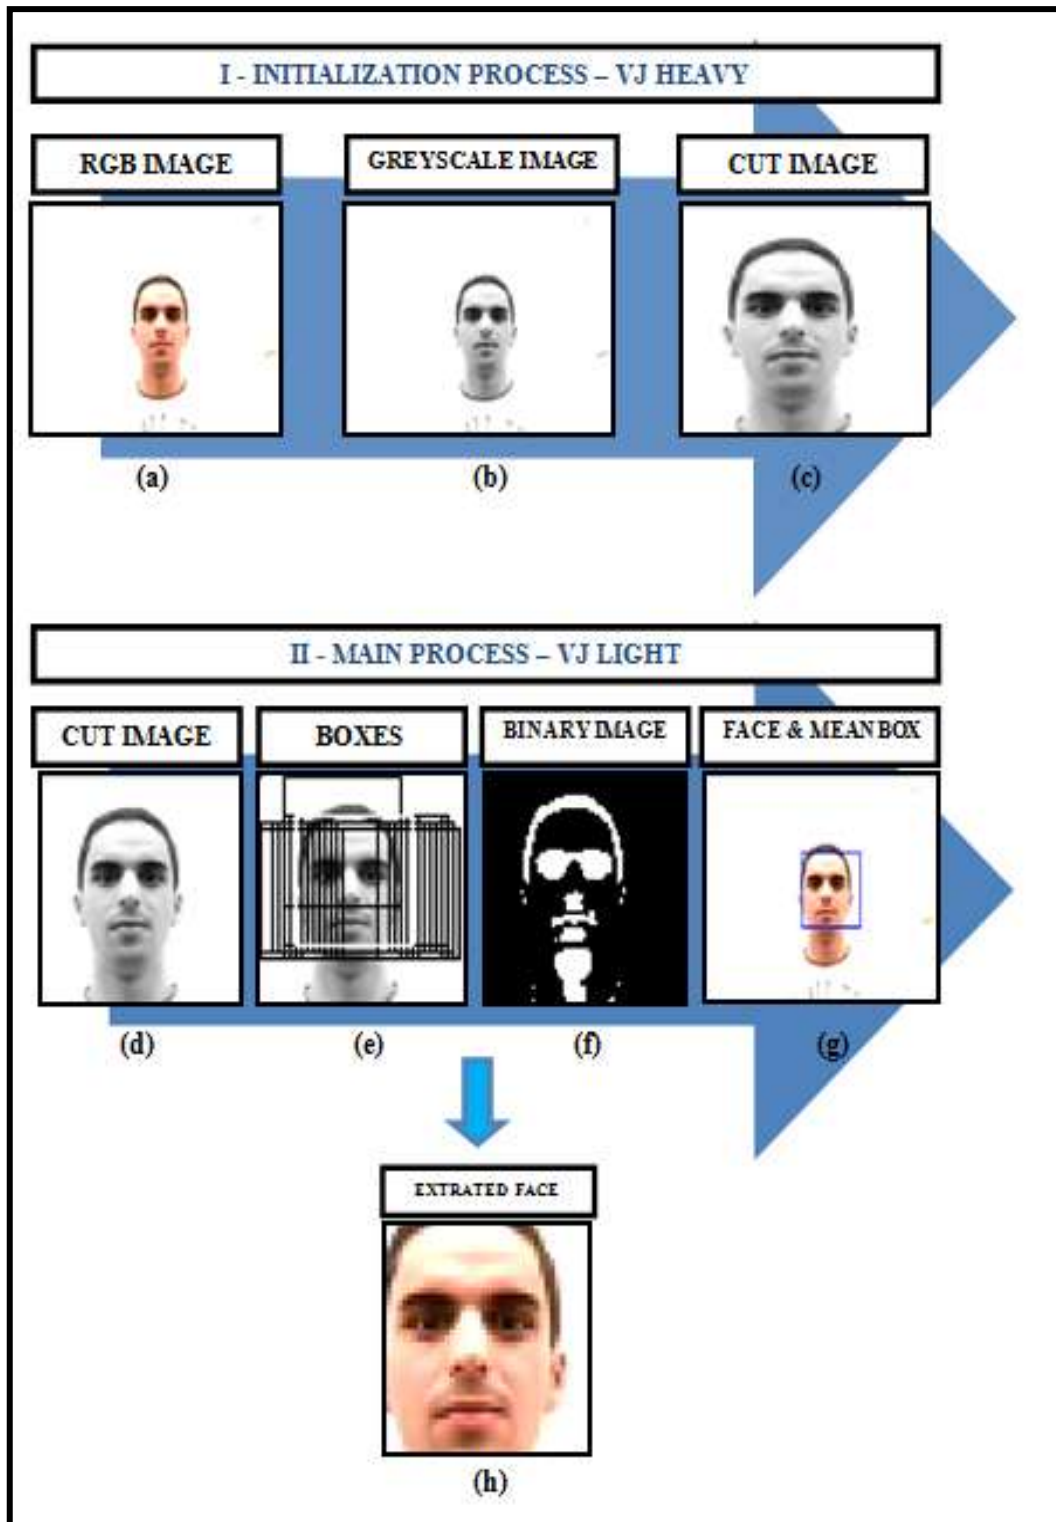 I - INITIALIZATION PROCESS – VJ HEAVY
RGB IMAGE
GREYSCALE IMAGE
CUT IMAGE
(a)
(b)
(c)
II - MAIN PROCESS – VJ LIGHT
CUT IMAGE
BOXES
BINARY IMAGE
FACE & MEAN BOX
(d)
(e)
(f)
(g)
EXTRATED FACE
(h)